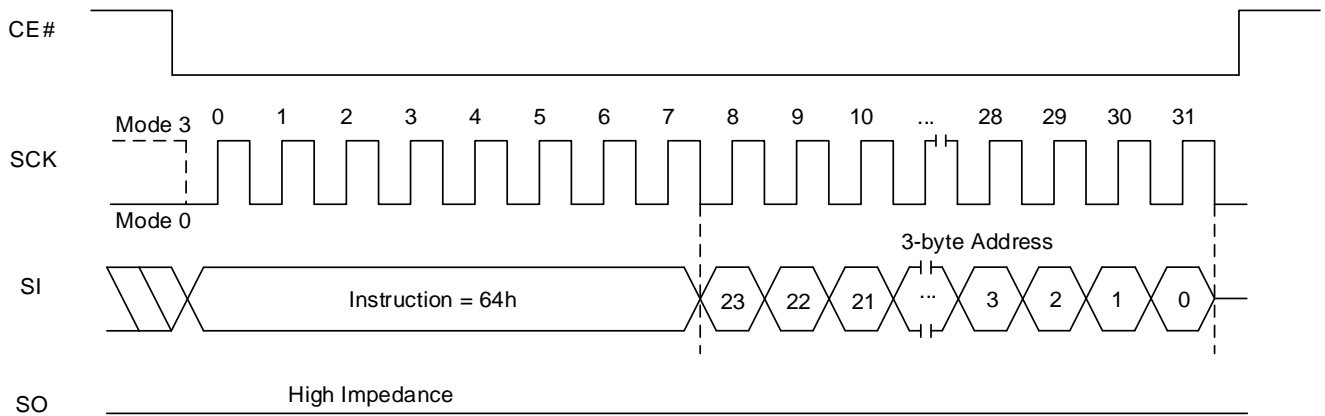 CE#
0 1 2 3 4 5 6 7 8 9 10 ... 28 29 30 31
Mode 3
SCK
Mode 0
3-byte Address
SI
Instruction = 64h
23 22 21 ... 3 2 1 0
High Impedance
SO